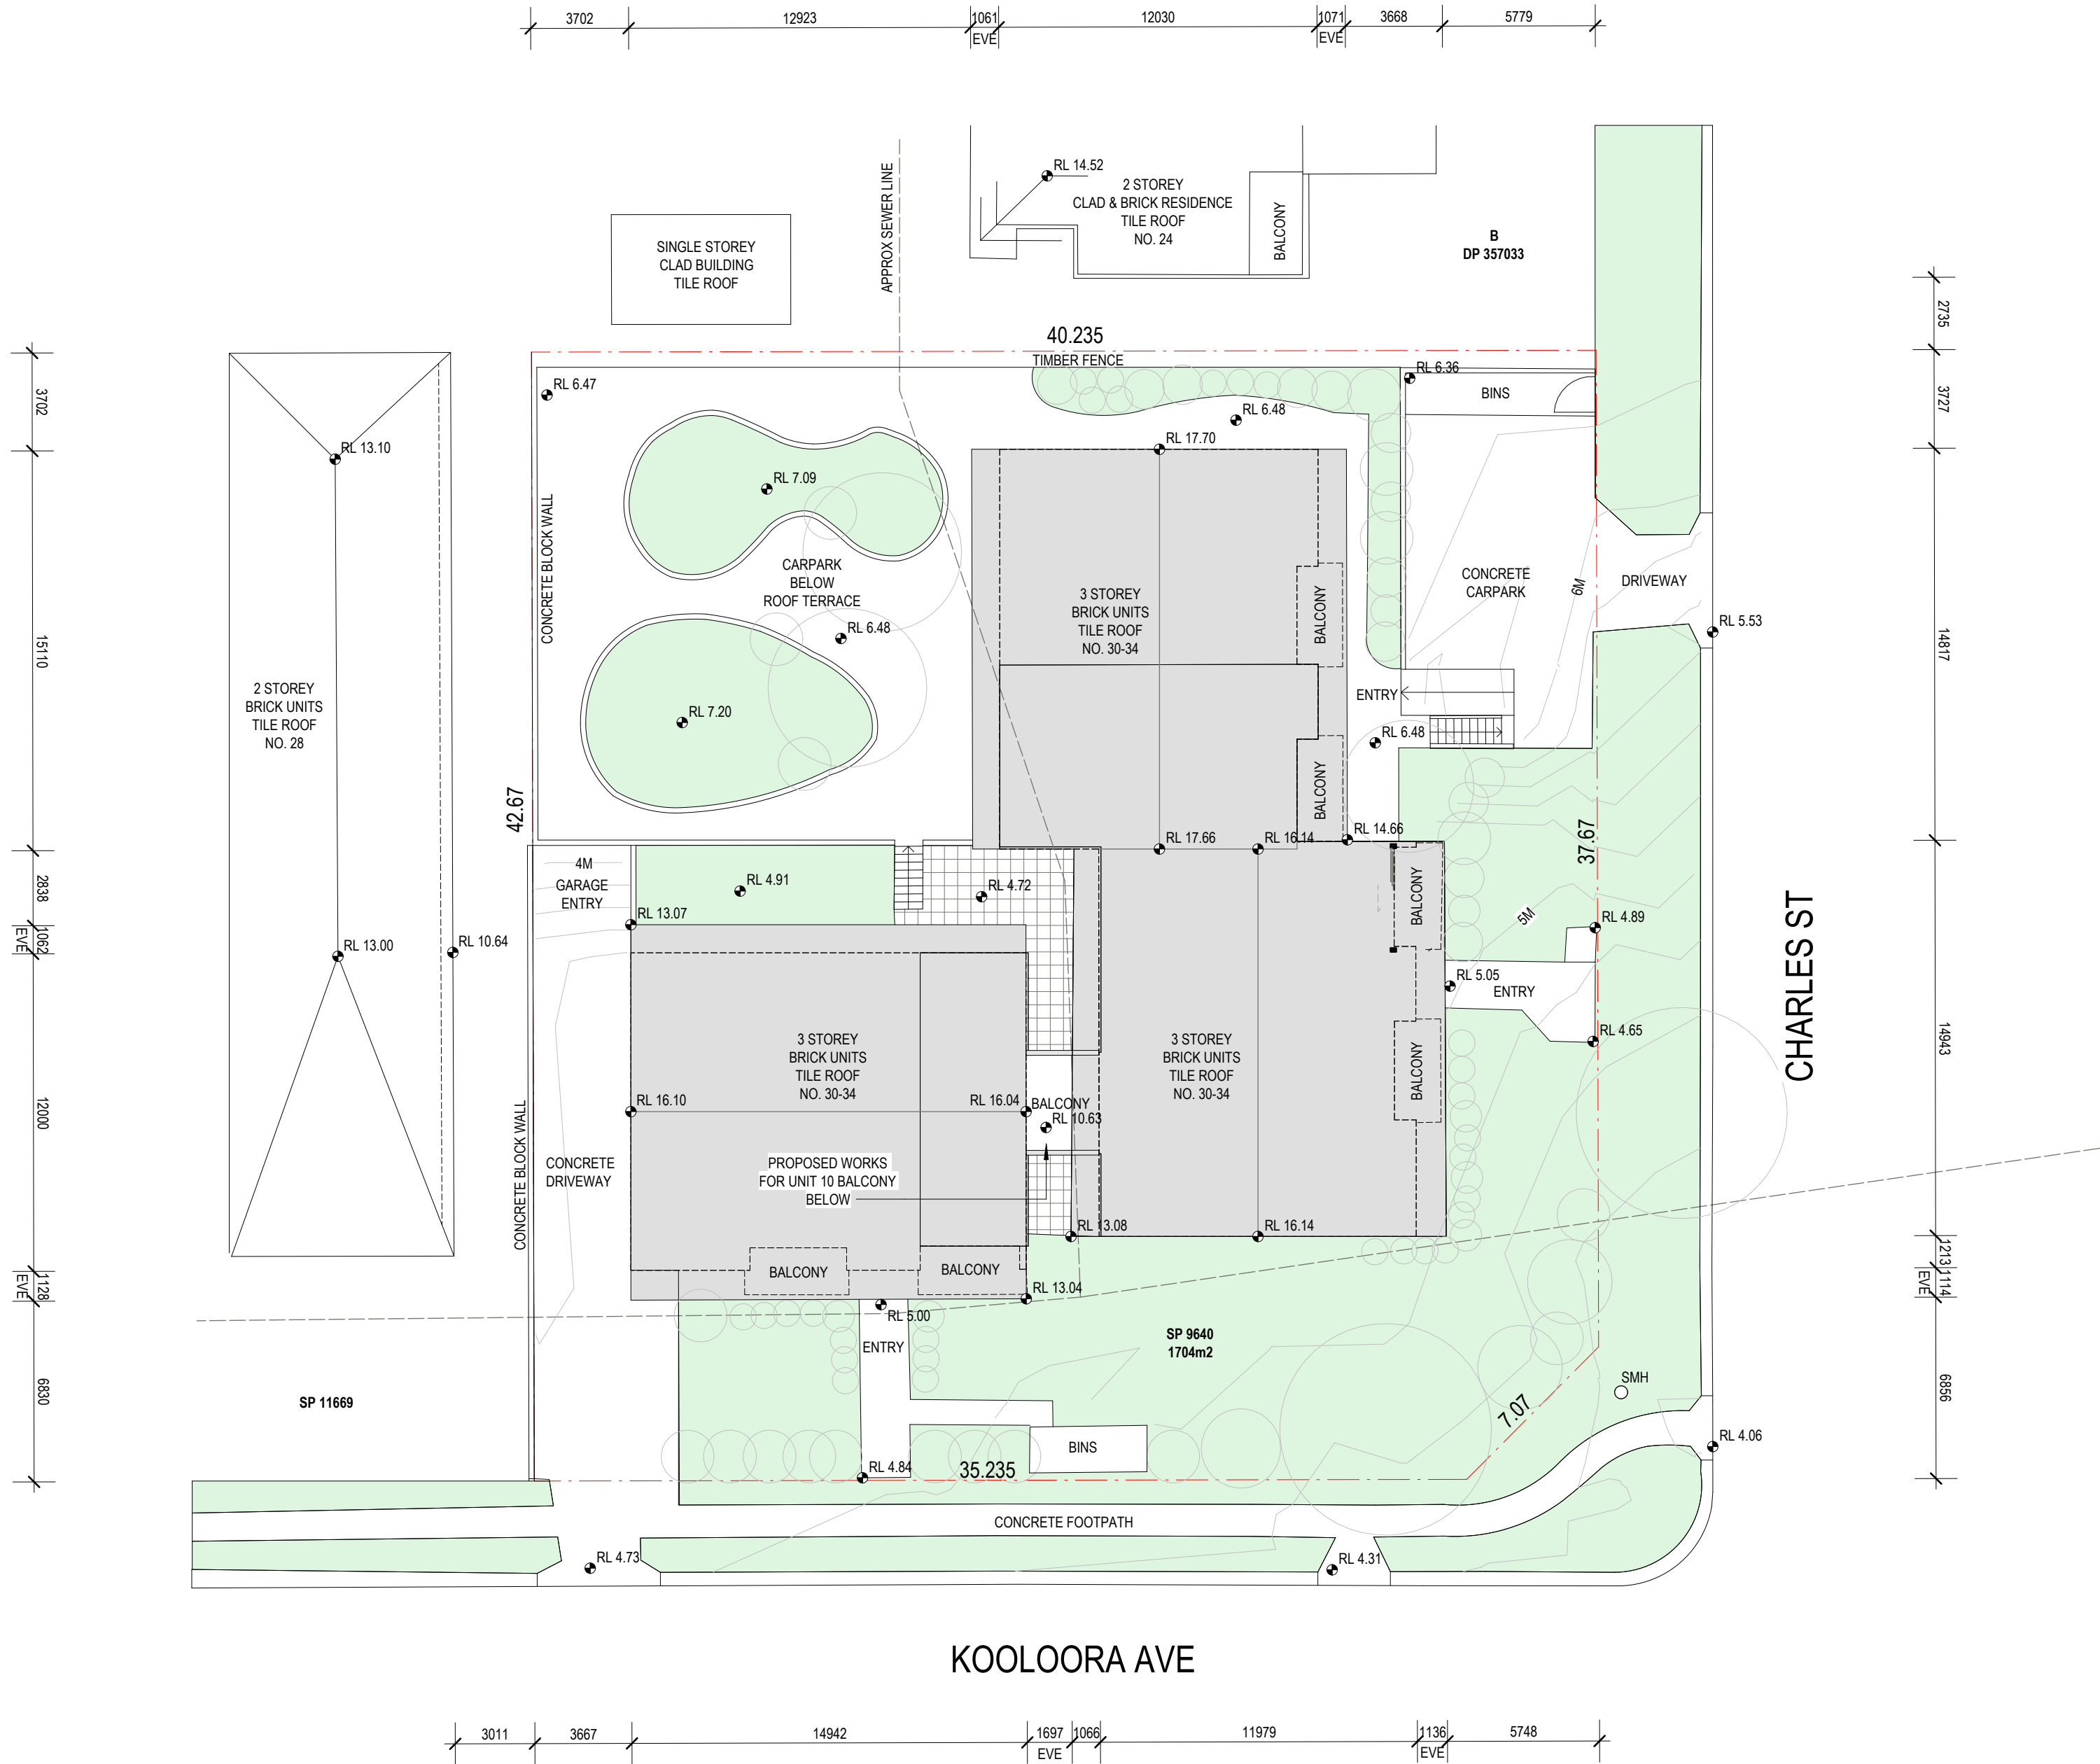 3702
12923
1061
EVE
12030
1071
EVE
3668
5779
APPROX SEWER LINE
RL 14.52
2 STOREY
CLAD & BRICK RESIDENCE
TILE ROOF
NO. 24
BALCONY
B
DP 357033
SINGLE STOREY
CLAD BUILDING
TILE ROOF
40.235
TIMBER FENCE
RL 6.47
RL 6.36
BINS
RL 6.48
RL 17.70
RL 13.10
RL 7.09
CONCRETE BLOCK WALL
CARPARK
BELOW
ROOF TERRACE
RL 6.48
3 STOREY
BRICK UNITS
TILE ROOF
NO. 30-34
BALCONY
CONCRETE
CARPARK
6M
DRIVEWAY
RL 5.53
2 STOREY
BRICK UNITS
TILE ROOF
NO. 28
RL 7.20
ENTRY
RL 6.48
BALCONY
42.67
37.67
RL 17.66
RL 16.14
RL 14.66
4M
GARAGE
ENTRY
RL 4.91
RL 4.72
BALCONY
RL 13.07
5M
RL 4.89
RL 13.00
RL 10.64
RL 5.05
ENTRY
CHARLES ST
3 STOREY
BRICK UNITS
TILE ROOF
NO. 30-34
3 STOREY
BRICK UNITS
TILE ROOF
NO. 30-34
BALCONY
RL 4.65
RL 16.10
RL 16.04
BALCONY
RL 10.63
CONCRETE BLOCK WALL
CONCRETE
DRIVEWAY
PROPOSED WORKS
FOR UNIT 10 BALCONY
BELOW
RL 13.08
RL 16.14
BALCONY
BALCONY
RL 13.04
RL 5.00
ENTRY
SP 9640
1704m2
SP 11669
SMH
7.07
BINS
RL 4.06
RL 4.84
35.235
CONCRETE FOOTPATH
RL 4.73
RL 4.31
KOOLOORA AVE
3702
15110
2838
1062
EVE
12000
1128
EVE
6830
2735
3727
14817
14943
1213
1114
EVE
6856
3011
3667
14942
1697
EVE
1066
11979
1136
EVE
5748